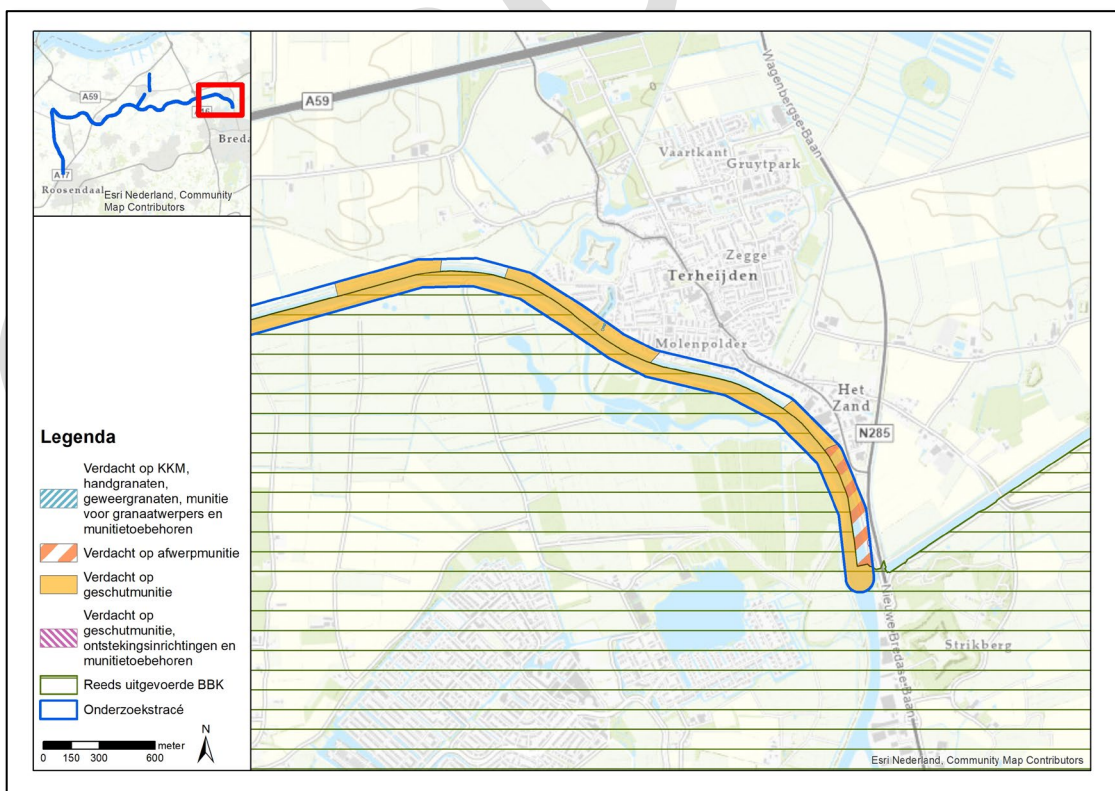 A59
A16
Breda
A17
Roosendaal
Esri Nederland, Community
Map Contributors
A59
Wagenbergse-Baan
Vaartkant
Gruytpark
Zegge
Terheijden
Molenpolder
Het
Zand
N285
Strikberg
Nieuwe-Bredase-Baan
Legenda
Verdacht op KKM,
handgranaten,
geweergranaten, munitie
voor granaatwerpers en
munitietoebehoren
Verdacht op afwerpmunitie
Verdacht op
geschutmunitie
Verdacht op
geschutmunitie,
ontstekingsinrichtingen en
munitietoebehoren
Reeds uitgevoerde BBK
Onderzoekstracé
N
meter
0 150 300 600
Esri Nederland, Community Map Contributors